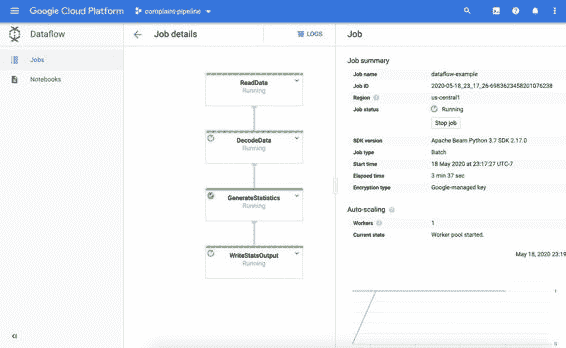 Google Cloud Platform
complains-pipeline
Dataflow
Jobs
Notebooks
Job details
LOGS
ReadData
Running
DecodeData
Running
GenerateStatistics
Running
WriteStatsOutput
Running
Job
Job summary
Job name dataflow-example
Job ID 2020-05-18_23_17_26-6983623458201076238
Region us-central1
Job status Running
Stop job
SDK version Apache Beam Python 3.7 SDK 2.17.0
Job type Batch
Start time 18 May 2020 at 23:17:27 UTC-7
Elapsed time 3 min 37 sec
Encryption type Google-managed key
Auto-scaling
Workers 1
Current state Worker pool started.
May 18, 2020 23:19